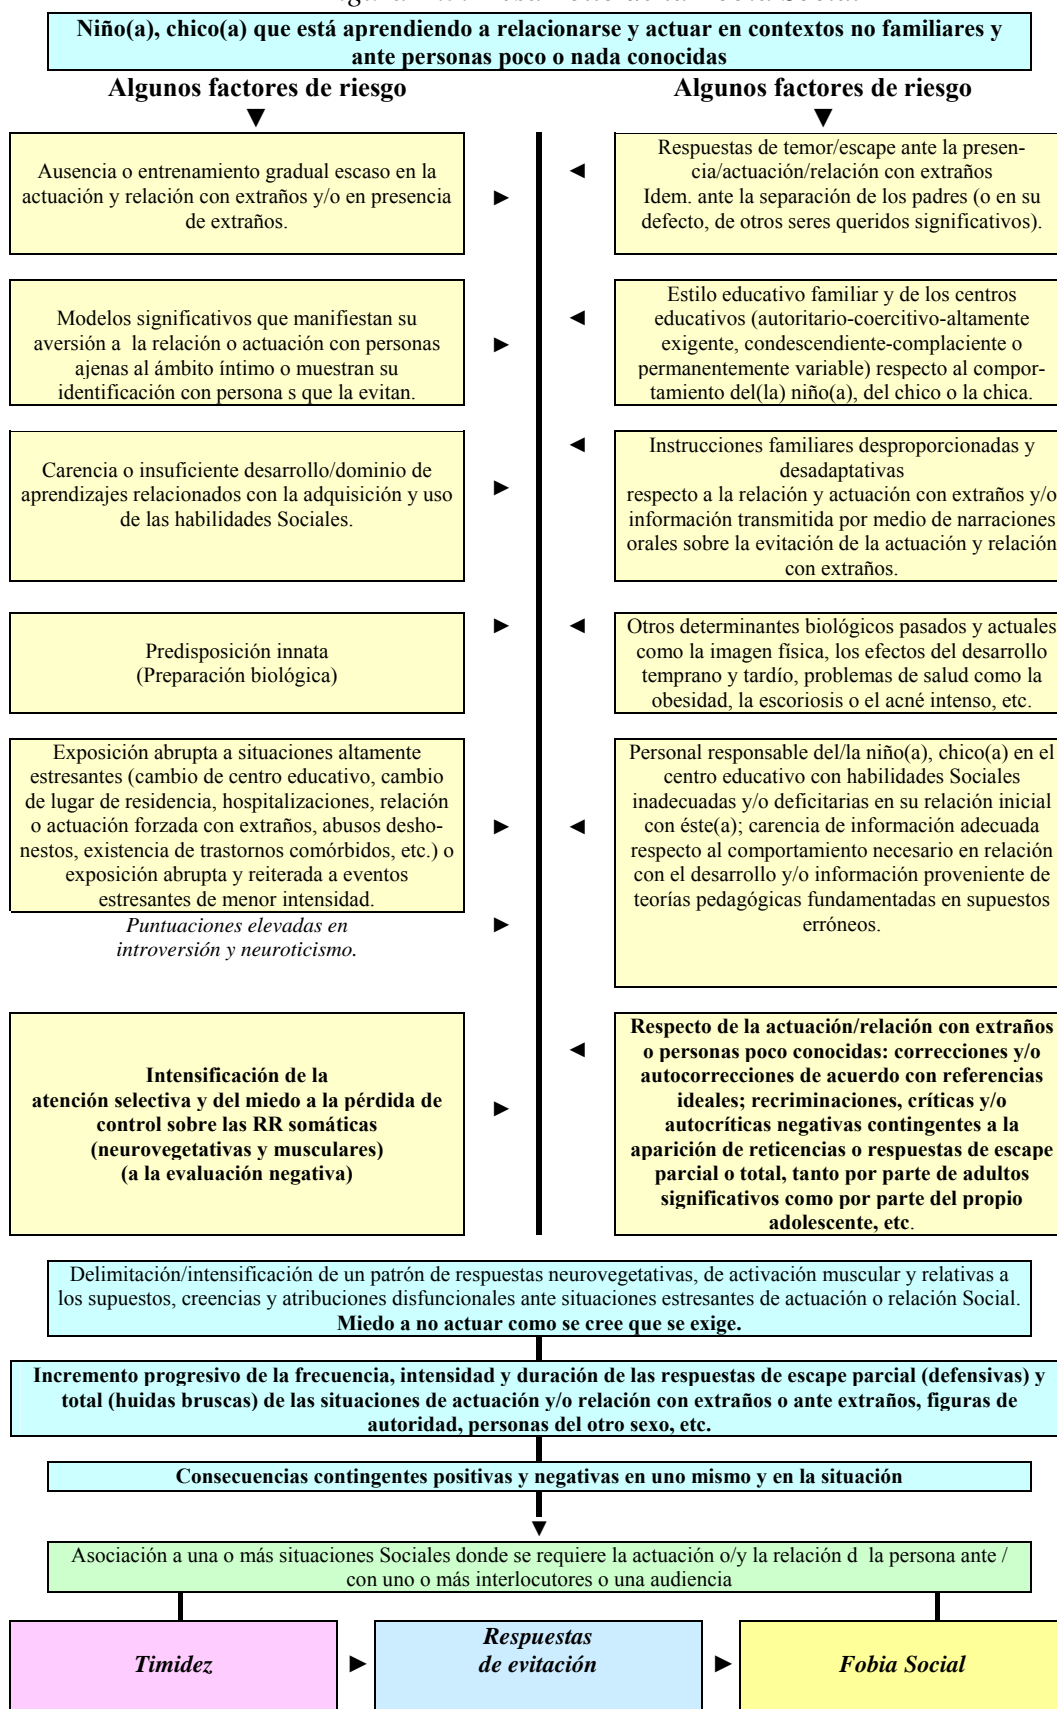 Niño(a), chico(a) que está aprendiendo a relacionarse y actuar en contextos no familiares y
ante personas poco o nada conocidas
Algunos factores de riesgo
▼
Ausencia o entrenamiento gradual escaso en la
actuación y relación con extraños y/o en presencia
de extraños.
►
Modelos significativos que manifiestan su
aversión a  la relación o actuación con personas
ajenas al ámbito íntimo o muestran su
identificación con persona s que la evitan.
►
Carencia o insuficiente desarrollo/dominio de
aprendizajes relacionados con la adquisición y uso
de las habilidades Sociales.
►
Predisposición innata
(Preparación biológica)
►
Exposición abrupta a situaciones altamente
estresantes (cambio de centro educativo, cambio
de lugar de residencia, hospitalizaciones, relación
o actuación forzada con extraños, abusos desho-
nestos, existencia de trastornos comórbidos, etc.) o
exposición abrupta y reiterada a eventos
estresantes de menor intensidad.
►
Puntuaciones elevadas en
introversión y neuroticismo.
►
Intensificación de la
atención selectiva y del miedo a la pérdida de
control sobre las RR somáticas
(neurovegetativas y musculares)
(a la evaluación negativa)
►
Algunos factores de riesgo
▼
◄
Respuestas de temor/escape ante la presen-
cia/actuación/relación con extraños
Idem. ante la separación de los padres (o en su
defecto, de otros seres queridos significativos).
◄
Estilo educativo familiar y de los centros
educativos (autoritario-coercitivo-altamente
exigente, condescendiente-complaciente o
permanentemente variable) respecto al compor-
tamiento del(la) niño(a), del chico o la chica.
◄
Instrucciones familiares desproporcionadas y
desadaptativas
respecto a la relación y actuación con extraños y/o
información transmitida por medio de narraciones
orales sobre la evitación de la actuación y relación
con extraños.
◄
Otros determinantes biológicos pasados y actuales
como la imagen física, los efectos del desarrollo
temprano y tardío, problemas de salud como la
obesidad, la escoriosis o el acné intenso, etc.
◄
Personal responsable del/la niño(a), chico(a) en el
centro educativo con habilidades Sociales
inadecuadas y/o deficitarias en su relación inicial
con éste(a); carencia de información adecuada
respecto al comportamiento necesario en relación
con el desarrollo y/o información proveniente de
teorías pedagógicas fundamentadas en supuestos
erróneos.
◄
Respecto de la actuación/relación con extraños
o personas poco conocidas: correcciones y/o
autocorrecciones de acuerdo con referencias
ideales; recriminaciones, críticas y/o
autocríticas negativas contingentes a la
aparición de reticencias o respuestas de escape
parcial o total, tanto por parte de adultos
significativos como por parte del propio
adolescente, etc.
Delimitación/intensificación de un patrón de respuestas neurovegetativas, de activación muscular y relativas a
los supuestos, creencias y atribuciones disfuncionales ante situaciones estresantes de actuación o relación Social.
Miedo a no actuar como se cree que se exige.
Incremento progresivo de la frecuencia, intensidad y duración de las respuestas de escape parcial (defensivas) y
total (huidas bruscas) de las situaciones de actuación y/o relación con extraños o ante extraños, figuras de
autoridad, personas del otro sexo, etc.
Consecuencias contingentes positivas y negativas en uno mismo y en la situación
▼
Asociación a una o más situaciones Sociales donde se requiere la actuación o/y la relación d  la persona ante /
con uno o más interlocutores o una audiencia
Timidez
►
Respuestas
de evitación
►
Fobia Social